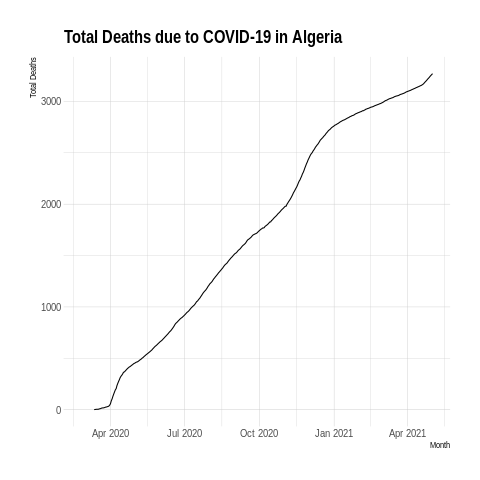 Total Deaths due to COVID-19 in Algeria
Total Deaths
3000
2000
1000
0
Apr 2020 Jul 2020 Oct 2020 Jan 2021 Apr 2021
Month